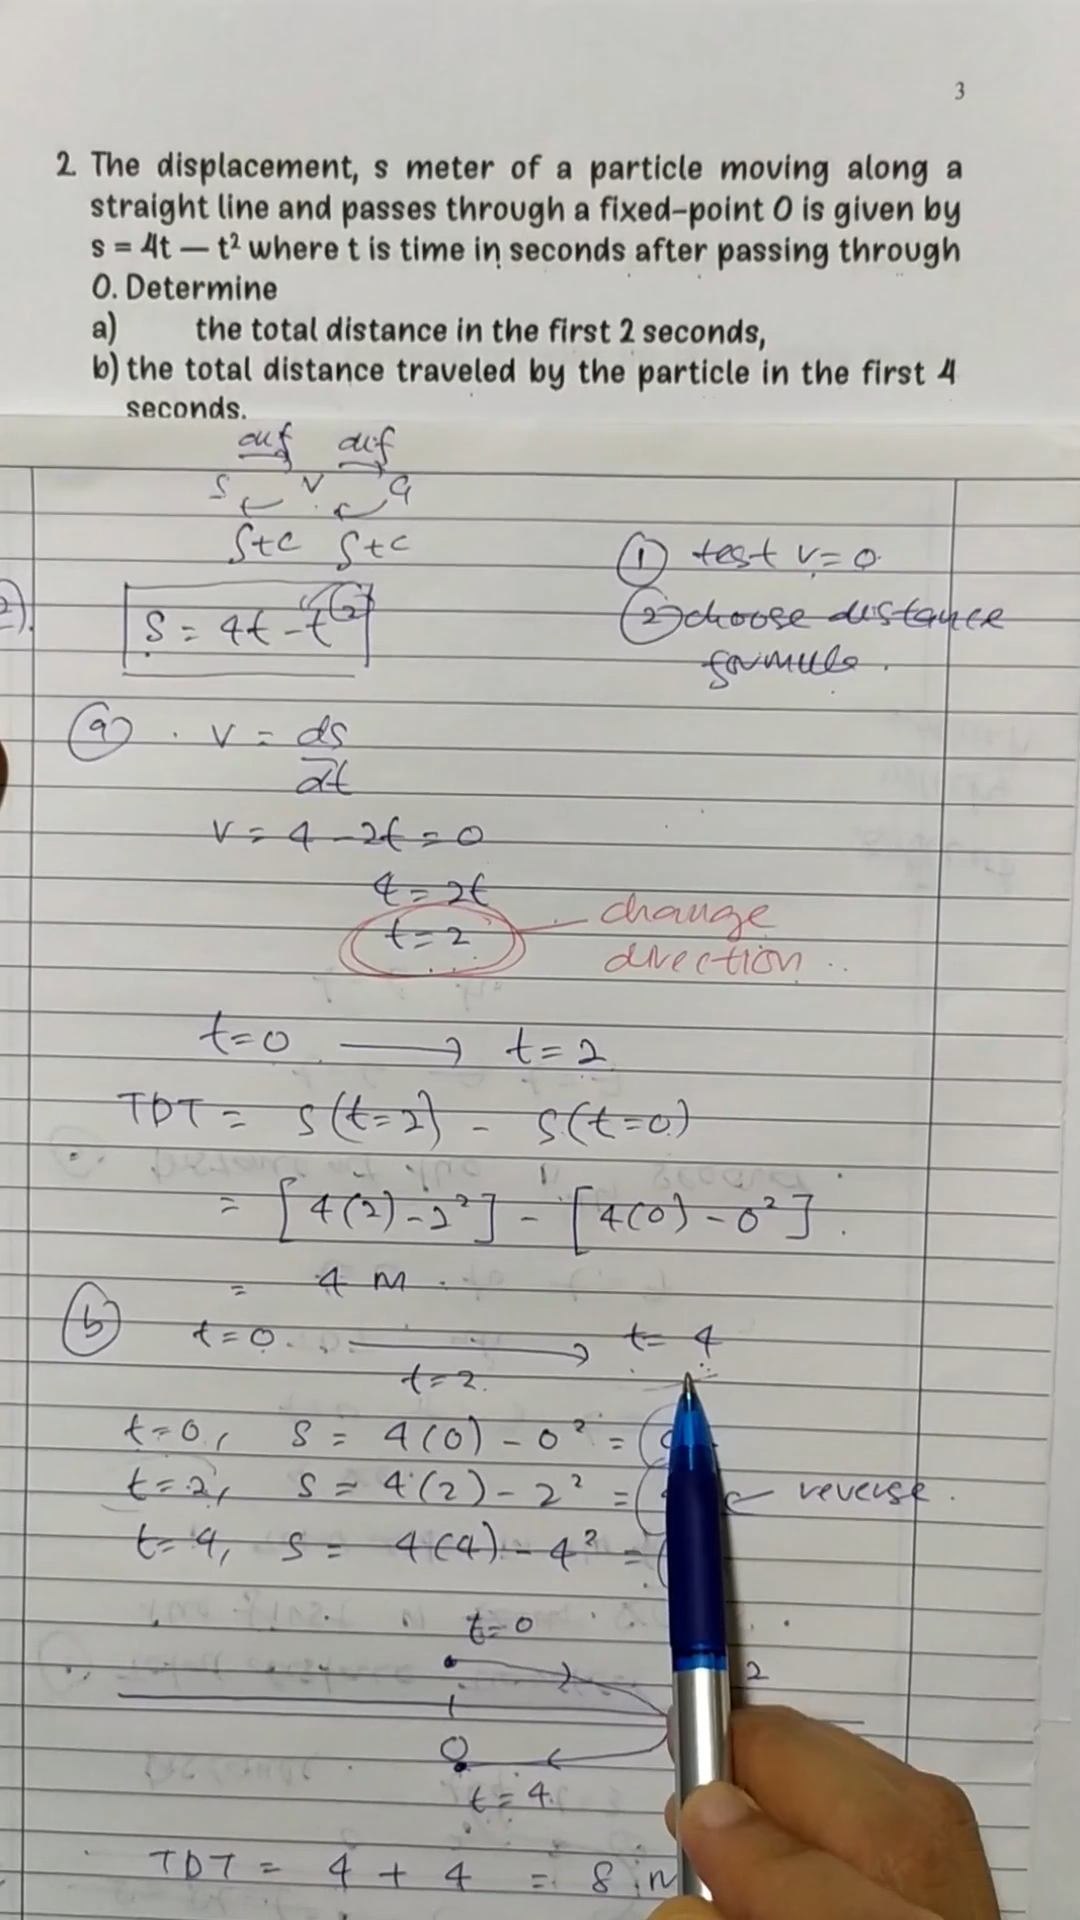 3
2. The displacement, s meter of a particle moving along a
straight line and passes through a fixed-point O is given by
s = 4t — t² where t is time in seconds after passing through
O. Determine
a) the total distance in the first 2 seconds,
b) the total distance traveled by the particle in the first 4
seconds.
S V a
∫+c ∫+c
① test v=0
2).
S = 4t - t²
② choose distance
formula.
ⓐ v = ds
dt
v = 4 - 2t = 0
4 = 2t
t = 2
change
direction..
t=0 → t=2
TDT = s(t=2) - s(t=0)
= [4(2)-2²] - [4(0)-0²].
= 4 m.
ⓑ t=0 → t=4
t=2
t=0, s = 4(0) - 0² =
t=2, s = 4(2) - 2² = ← reverse.
t=4, s = 4(4) - 4² =
t=0
2
O
t=4
TDT = 4 + 4 = 8 m